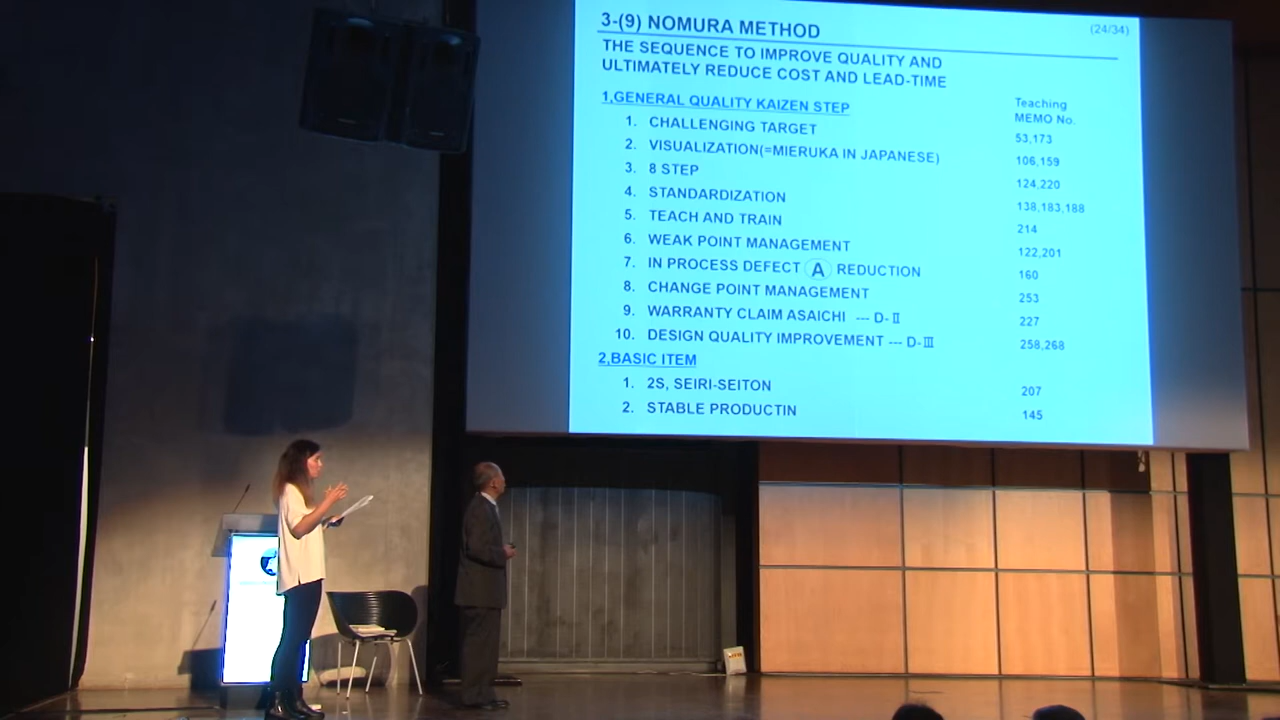 3-(9) NOMURA METHOD (24/34)
THE SEQUENCE TO IMPROVE QUALITY AND
ULTIMATELY REDUCE COST AND LEAD-TIME
Teaching
MEMO No.
1,GENERAL QUALITY KAIZEN STEP
1. CHALLENGING TARGET 53,173
2. VISUALIZATION(=MIERUKA IN JAPANESE) 106,159
3. 8 STEP 124,220
4. STANDARDIZATION 138,183,188
5. TEACH AND TRAIN 214
6. WEAK POINT MANAGEMENT 122,201
7. IN PROCESS DEFECT A REDUCTION 160
8. CHANGE POINT MANAGEMENT 253
9. WARRANTY CLAIM ASAICHI --- D-Ⅱ 227
10. DESIGN QUALITY IMPROVEMENT --- D-Ⅲ 258,268
2,BASIC ITEM
1. 2S, SEIRI-SEITON 207
2. STABLE PRODUCTIN 145